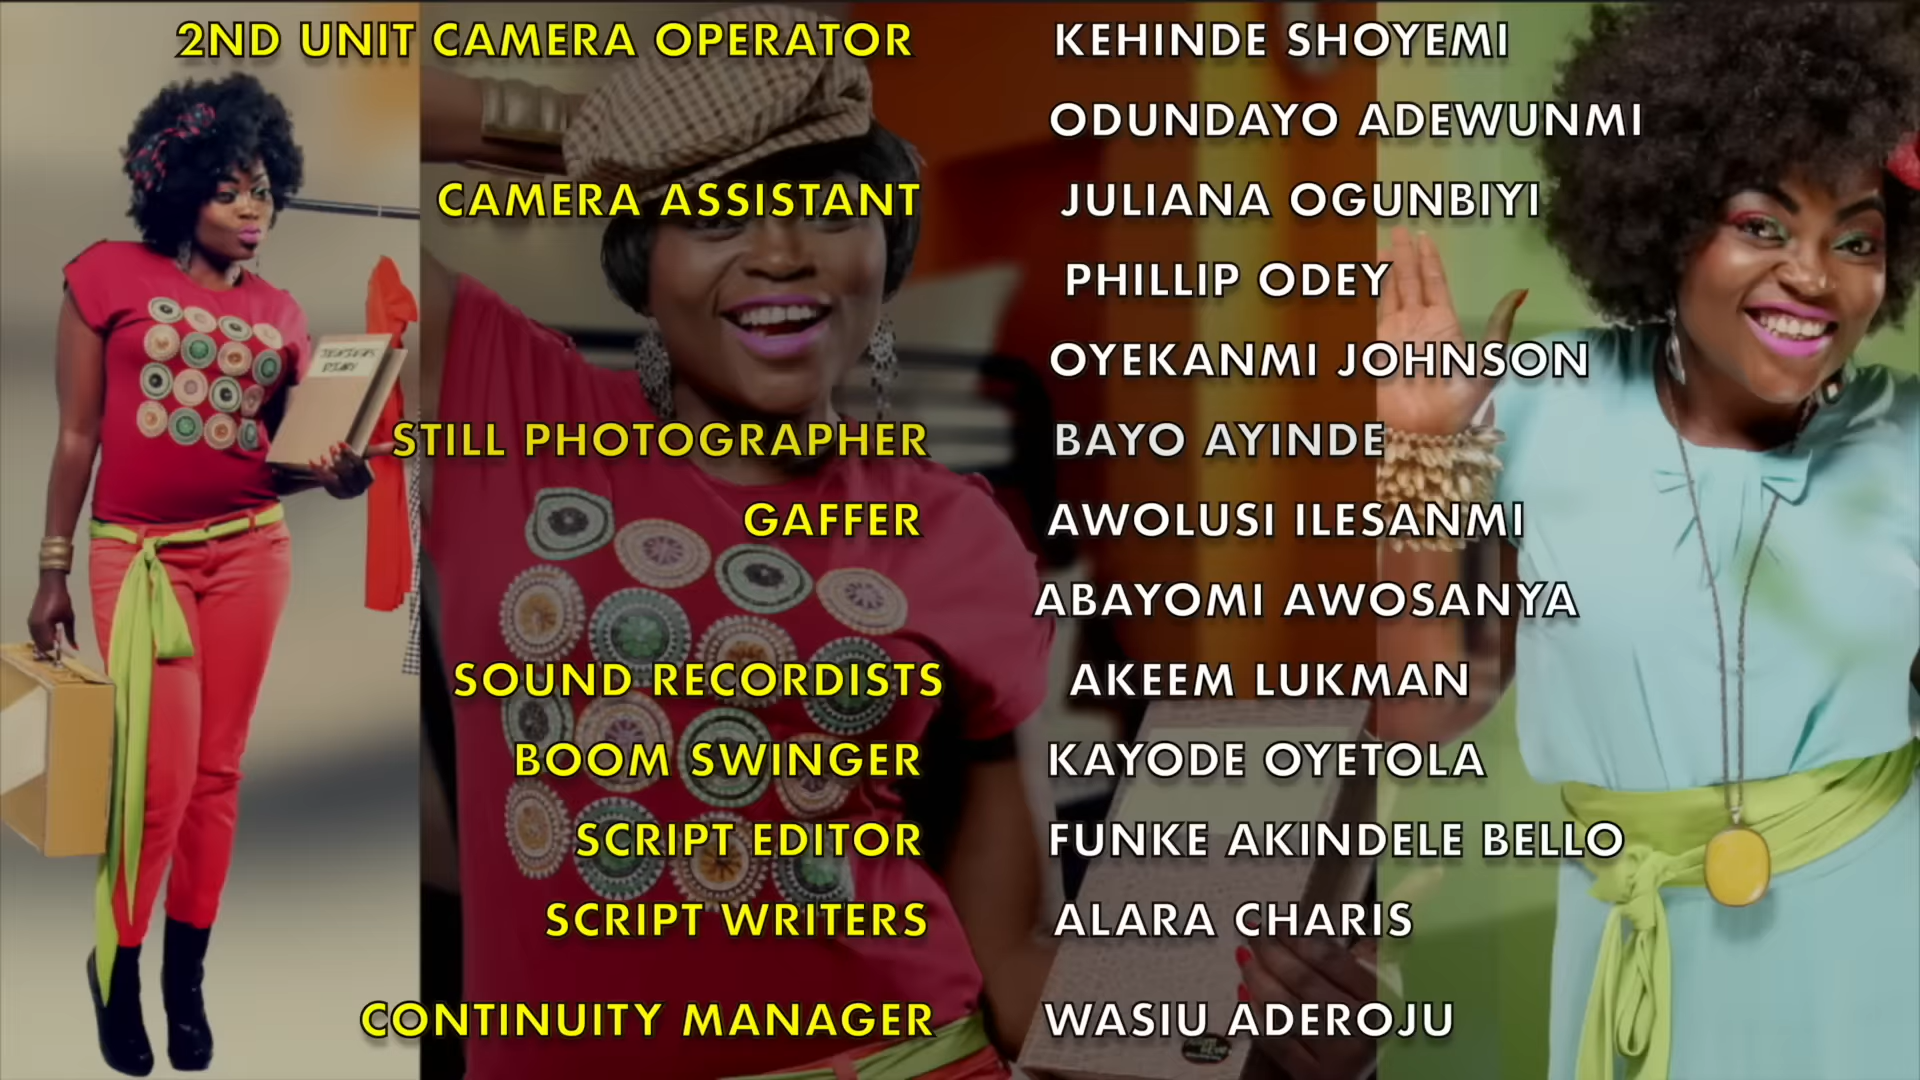 2ND UNIT CAMERA OPERATOR KEHINDE SHOYEMI
ODUNDAYO ADEWUNMI
CAMERA ASSISTANT JULIANA OGUNBIYI
PHILLIP ODEY
OYEKANMI JOHNSON
STILL PHOTOGRAPHER BAYO AYINDE
GAFFER AWOLUSI ILESANMI
ABAYOMI AWOSANYA
SOUND RECORDISTS AKEEM LUKMAN
BOOM SWINGER KAYODE OYETOLA
SCRIPT EDITOR FUNKE AKINDELE BELLO
SCRIPT WRITERS ALARA CHARIS
CONTINUITY MANAGER WASIU ADEROJU
JENIFA'S
DIARY